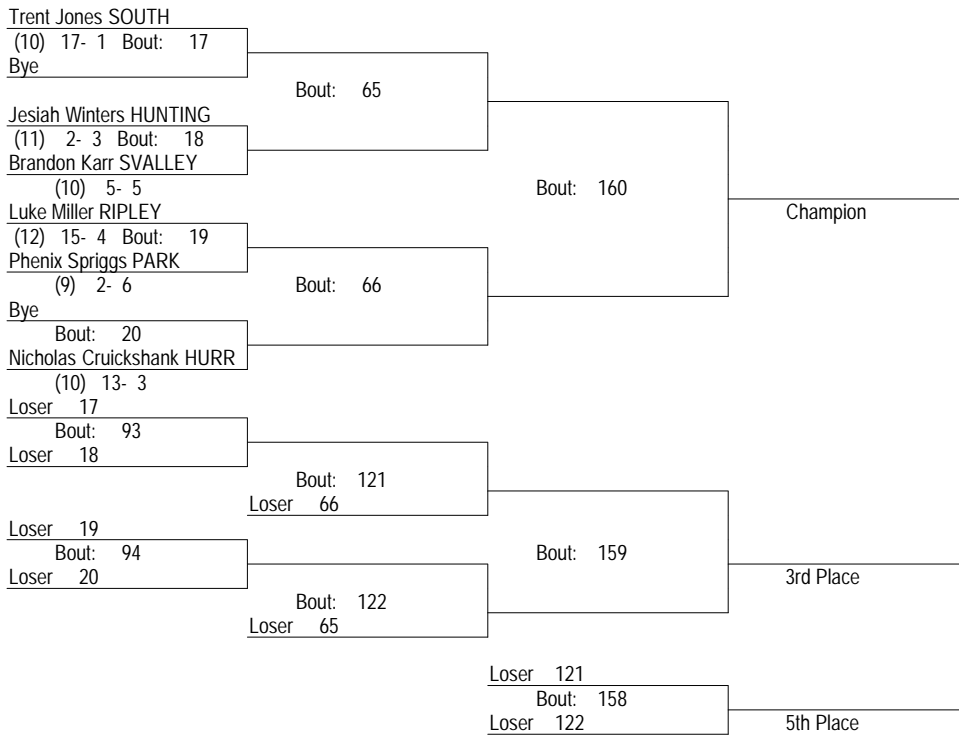 Trent Jones SOUTH
(10) 17- 1 Bout: 17
Bye
Bout: 65
Jesiah Winters HUNTING
(11) 2- 3 Bout: 18
Brandon Karr SVALLEY
(10) 5- 5
Bout: 160
Luke Miller RIPLEY
Champion
(12) 15- 4 Bout: 19
Phenix Spriggs PARK
(9) 2- 6
Bout: 66
Bye
Bout: 20
Nicholas Cruickshank HURR
(10) 13- 3
Loser 17
Bout: 93
Loser 18
Bout: 121
Loser 66
Loser 19
Bout: 94
Bout: 159
Loser 20
3rd Place
Bout: 122
Loser 65
Loser 121
Bout: 158
Loser 122
5th Place